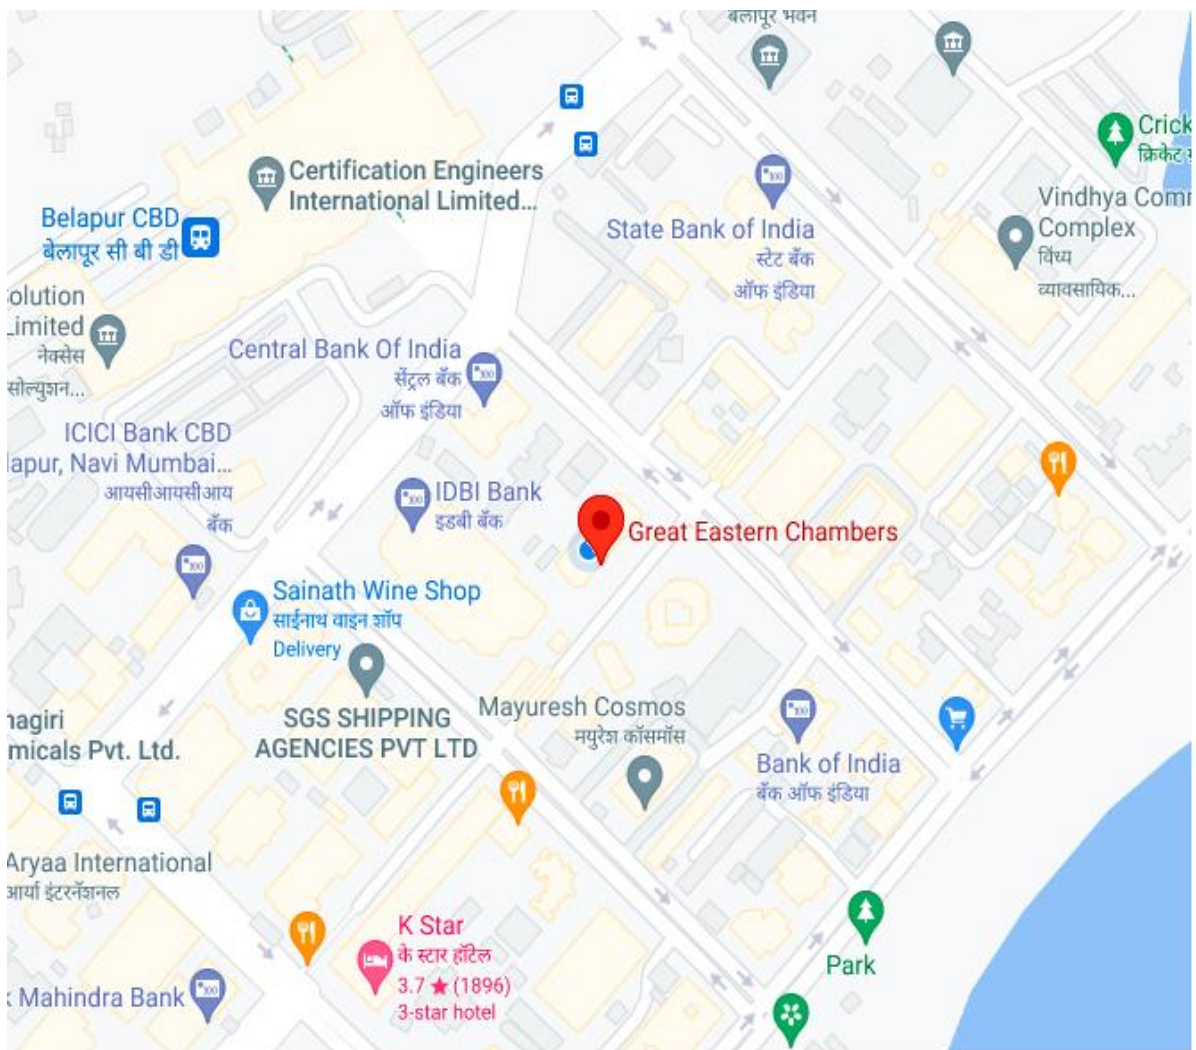 बेलापूर भवन
Crick
क्रिकेट
Certification Engineers
International Limited...
Belapur CBD
बेलापूर सी बी डी
State Bank of India
स्टेट बँक
ऑफ इंडिया
Vindhya Com
Complex
विंध्य
व्यावसायिक...
olution
Limited
नेक्सेस
सोल्युशन...
Central Bank Of India
सेंट्रल बँक
ऑफ इंडिया
ICICI Bank CBD
lapur, Navi Mumbai...
आयसीआयसीआय
बँक
IDBI Bank
इडबी बँक
Great Eastern Chambers
Sainath Wine Shop
साईनाथ वाइन शॉप
Delivery
SGS SHIPPING
AGENCIES PVT LTD
Mayuresh Cosmos
मयुरेश कॉसमॉस
nagiri
micals Pvt. Ltd.
Bank of India
बँक ऑफ इंडिया
Aryaa International
आर्या इंटरनॅशनल
K Star
के स्टार हॉटेल
3.7 ★ (1896)
3-star hotel
Park
k Mahindra Bank